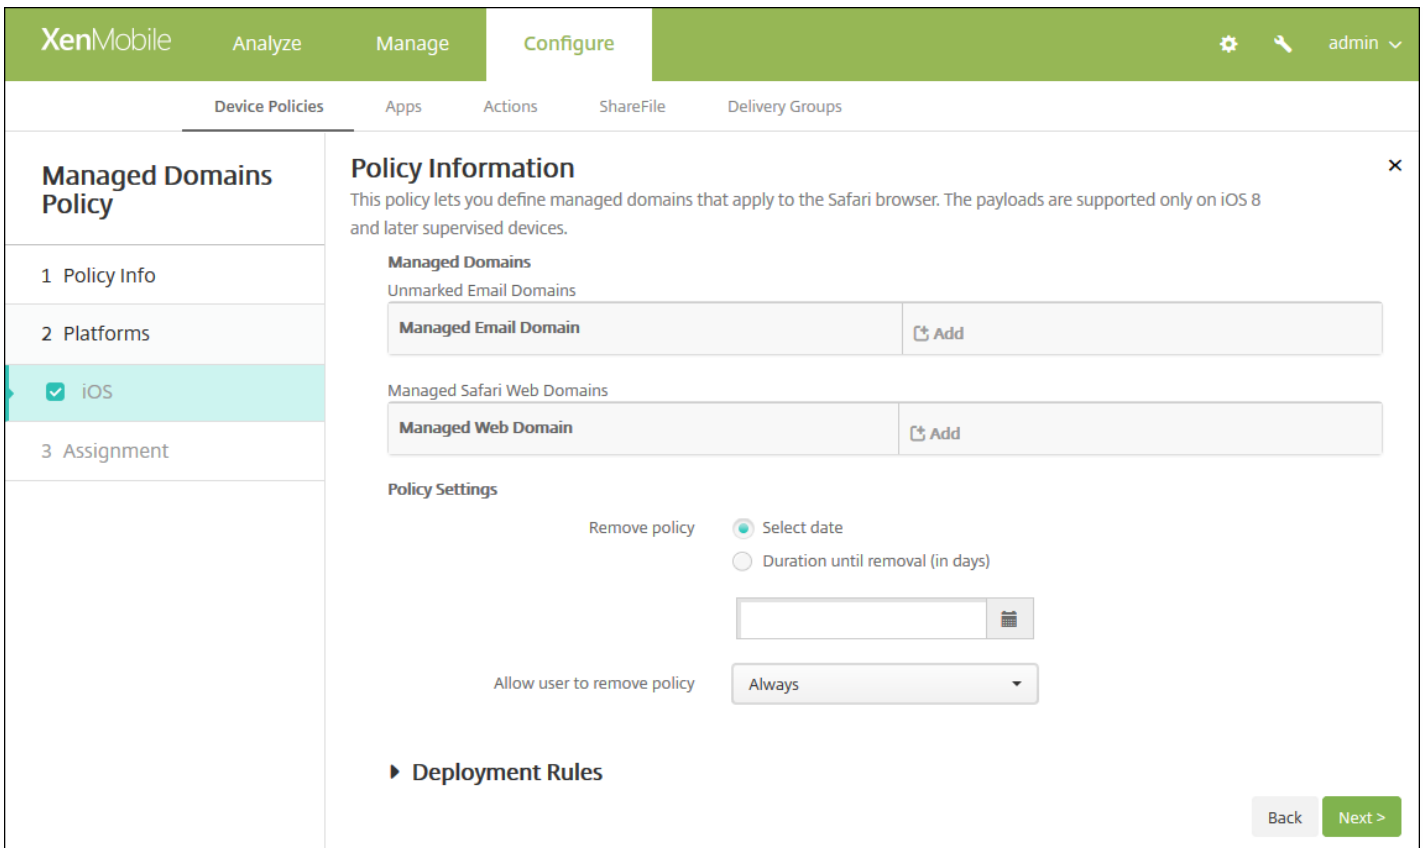 XenMobile Analyze Manage Configure admin
Device Policies Apps Actions ShareFile Delivery Groups
Managed Domains
Policy
1 Policy Info
2 Platforms
iOS
3 Assignment
Policy Information
This policy lets you define managed domains that apply to the Safari browser. The payloads are supported only on iOS 8
and later supervised devices.
Managed Domains
Unmarked Email Domains
Managed Email Domain Add
Managed Safari Web Domains
Managed Web Domain Add
Policy Settings
Remove policy Select date
Duration until removal (in days)
Allow user to remove policy Always
Deployment Rules
Back Next >